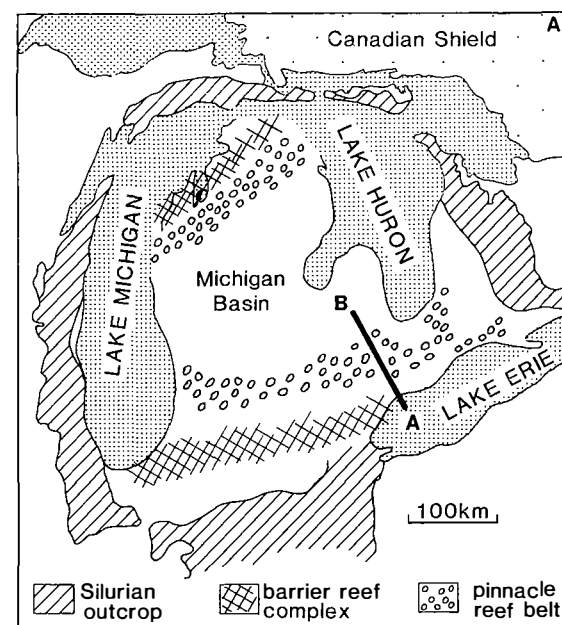 A
Canadian Shield
LAKE MICHIGAN
LAKE HURON
Michigan
Basin
B
A
LAKE ERIE
100km
Silurian
outcrop
barrier reef
complex
pinnacle
reef belt